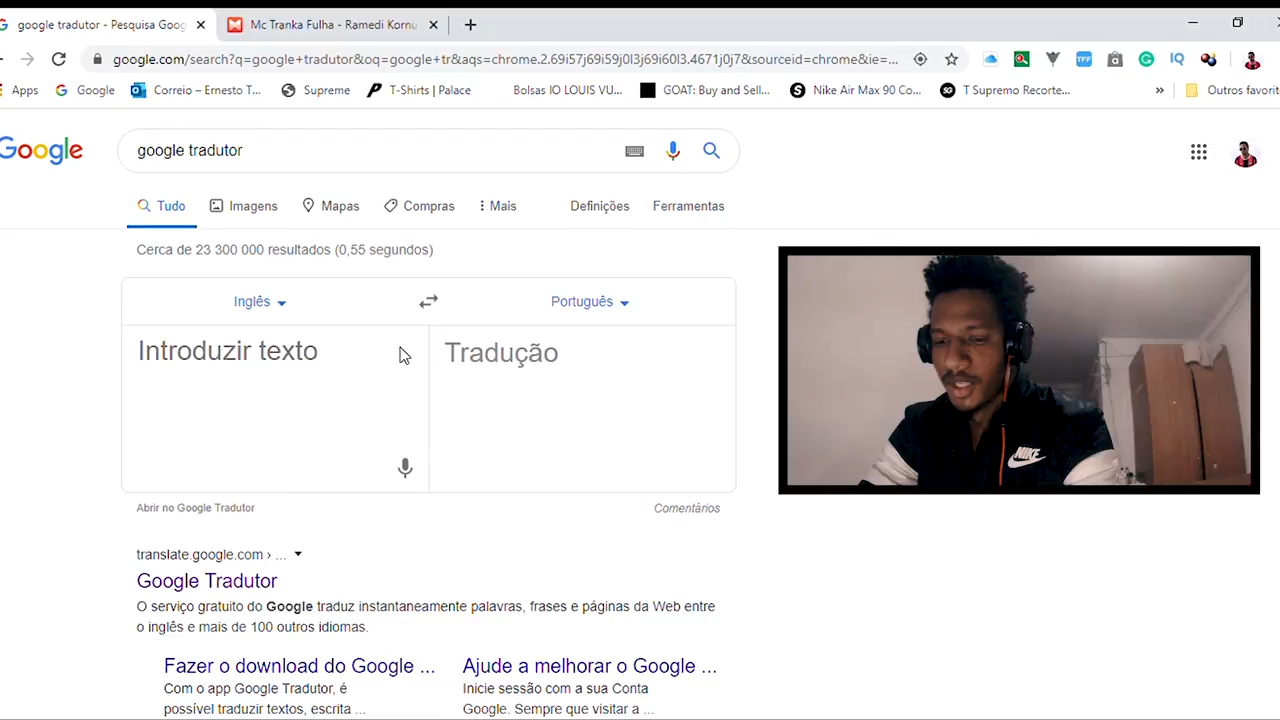 google tradutor - Pesquisa Goog
Mc Tranka Fulha - Ramedi Kornu
google.com/search?q=google+tradutor&oq=google+tr&aqs=chrome.2.69i57j69i59j0l3j69i60l3.4671j0j7&sourceid=chrome&ie=...
Apps Google Correio – Ernesto T... Supreme T-Shirts | Palace Bolsas IO LOUIS VU... GOAT: Buy and Sell... Nike Air Max 90 Co... T Supremo Recorte... » Outros favorit
Google
google tradutor
Tudo Imagens Mapas Compras Mais Definições Ferramentas
Cerca de 23 300 000 resultados (0,55 segundos)
Inglês Português
Introduzir texto Tradução
Abrir no Google Tradutor Comentários
translate.google.com › ...
Google Tradutor
O serviço gratuito do Google traduz instantaneamente palavras, frases e páginas da Web entre
o inglês e mais de 100 outros idiomas.
Fazer o download do Google ...
Com o app Google Tradutor, é
possível traduzir textos, escrita ...
Ajude a melhorar o Google ...
Inicie sessão com a sua Conta
Google. Sempre que visitar a ...
NIKE